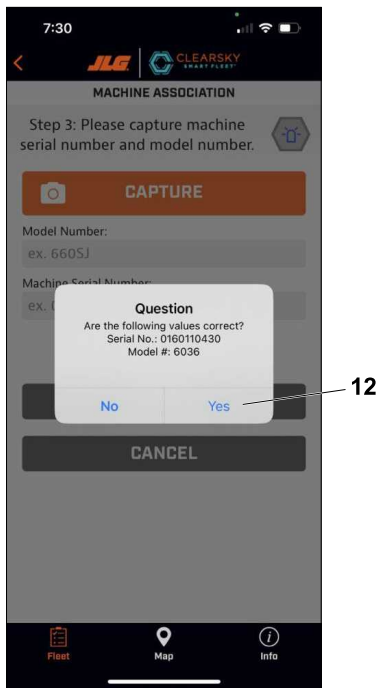 7:30
JLG CLEARSKY
SMART FLEET
MACHINE ASSOCIATION
Step 3: Please capture machine
serial number and model number.
CAPTURE
Model Number:
ex. 660SJ
Machine Serial Number:
ex. 0
Question
Are the following values correct?
Serial No.: 0160110430
Model #: 6036
No Yes
12
CANCEL
Fleet Map Info